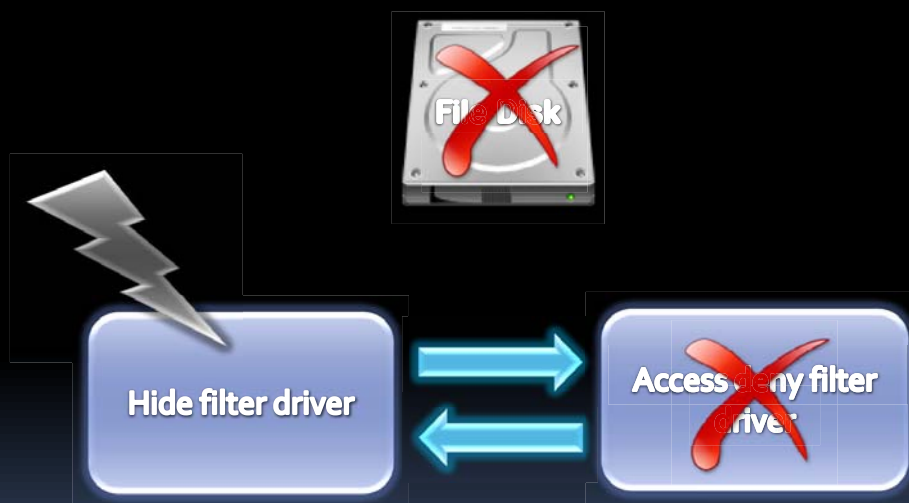 File Disk
Hide filter driver
Access deny filter
driver